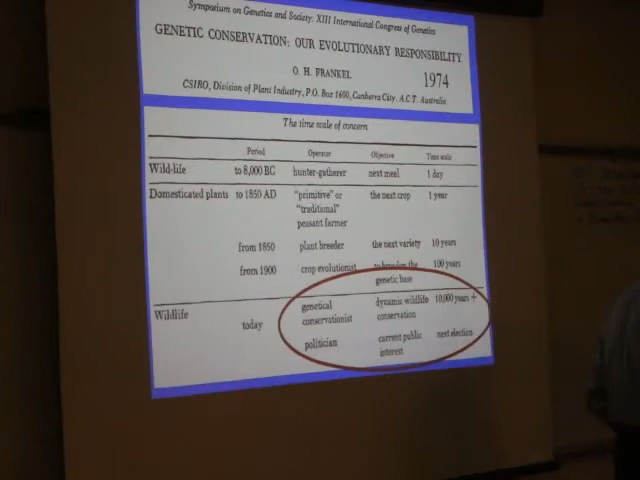 Symposium on Genetics and Society. XIII International Congress of Genetics
GENETIC CONSERVATION: OUR EVOLUTIONARY RESPONSIBILITY
O. H. FRANKEL 1974
CSIRO, Division of Plant Industry, P.O. Box 1600, Canberra City. A.C.T. Australia
The time scale of concern
Period Operator Objective Time scale
Wild-life to 8,000 BC hunter-gatherer next meal 1 day
Domesticated plants to 1850 AD "primitive" or the next crop 1 year
"traditional"
peasant farmer
from 1850 plant breeder the next variety 10 years
from 1900 crop evolutionist to broaden the 100 years
genetic base
Wildlife today genetical dynamic wildlife 10,000 years +
conservationist conservation
politician current public next election
interest